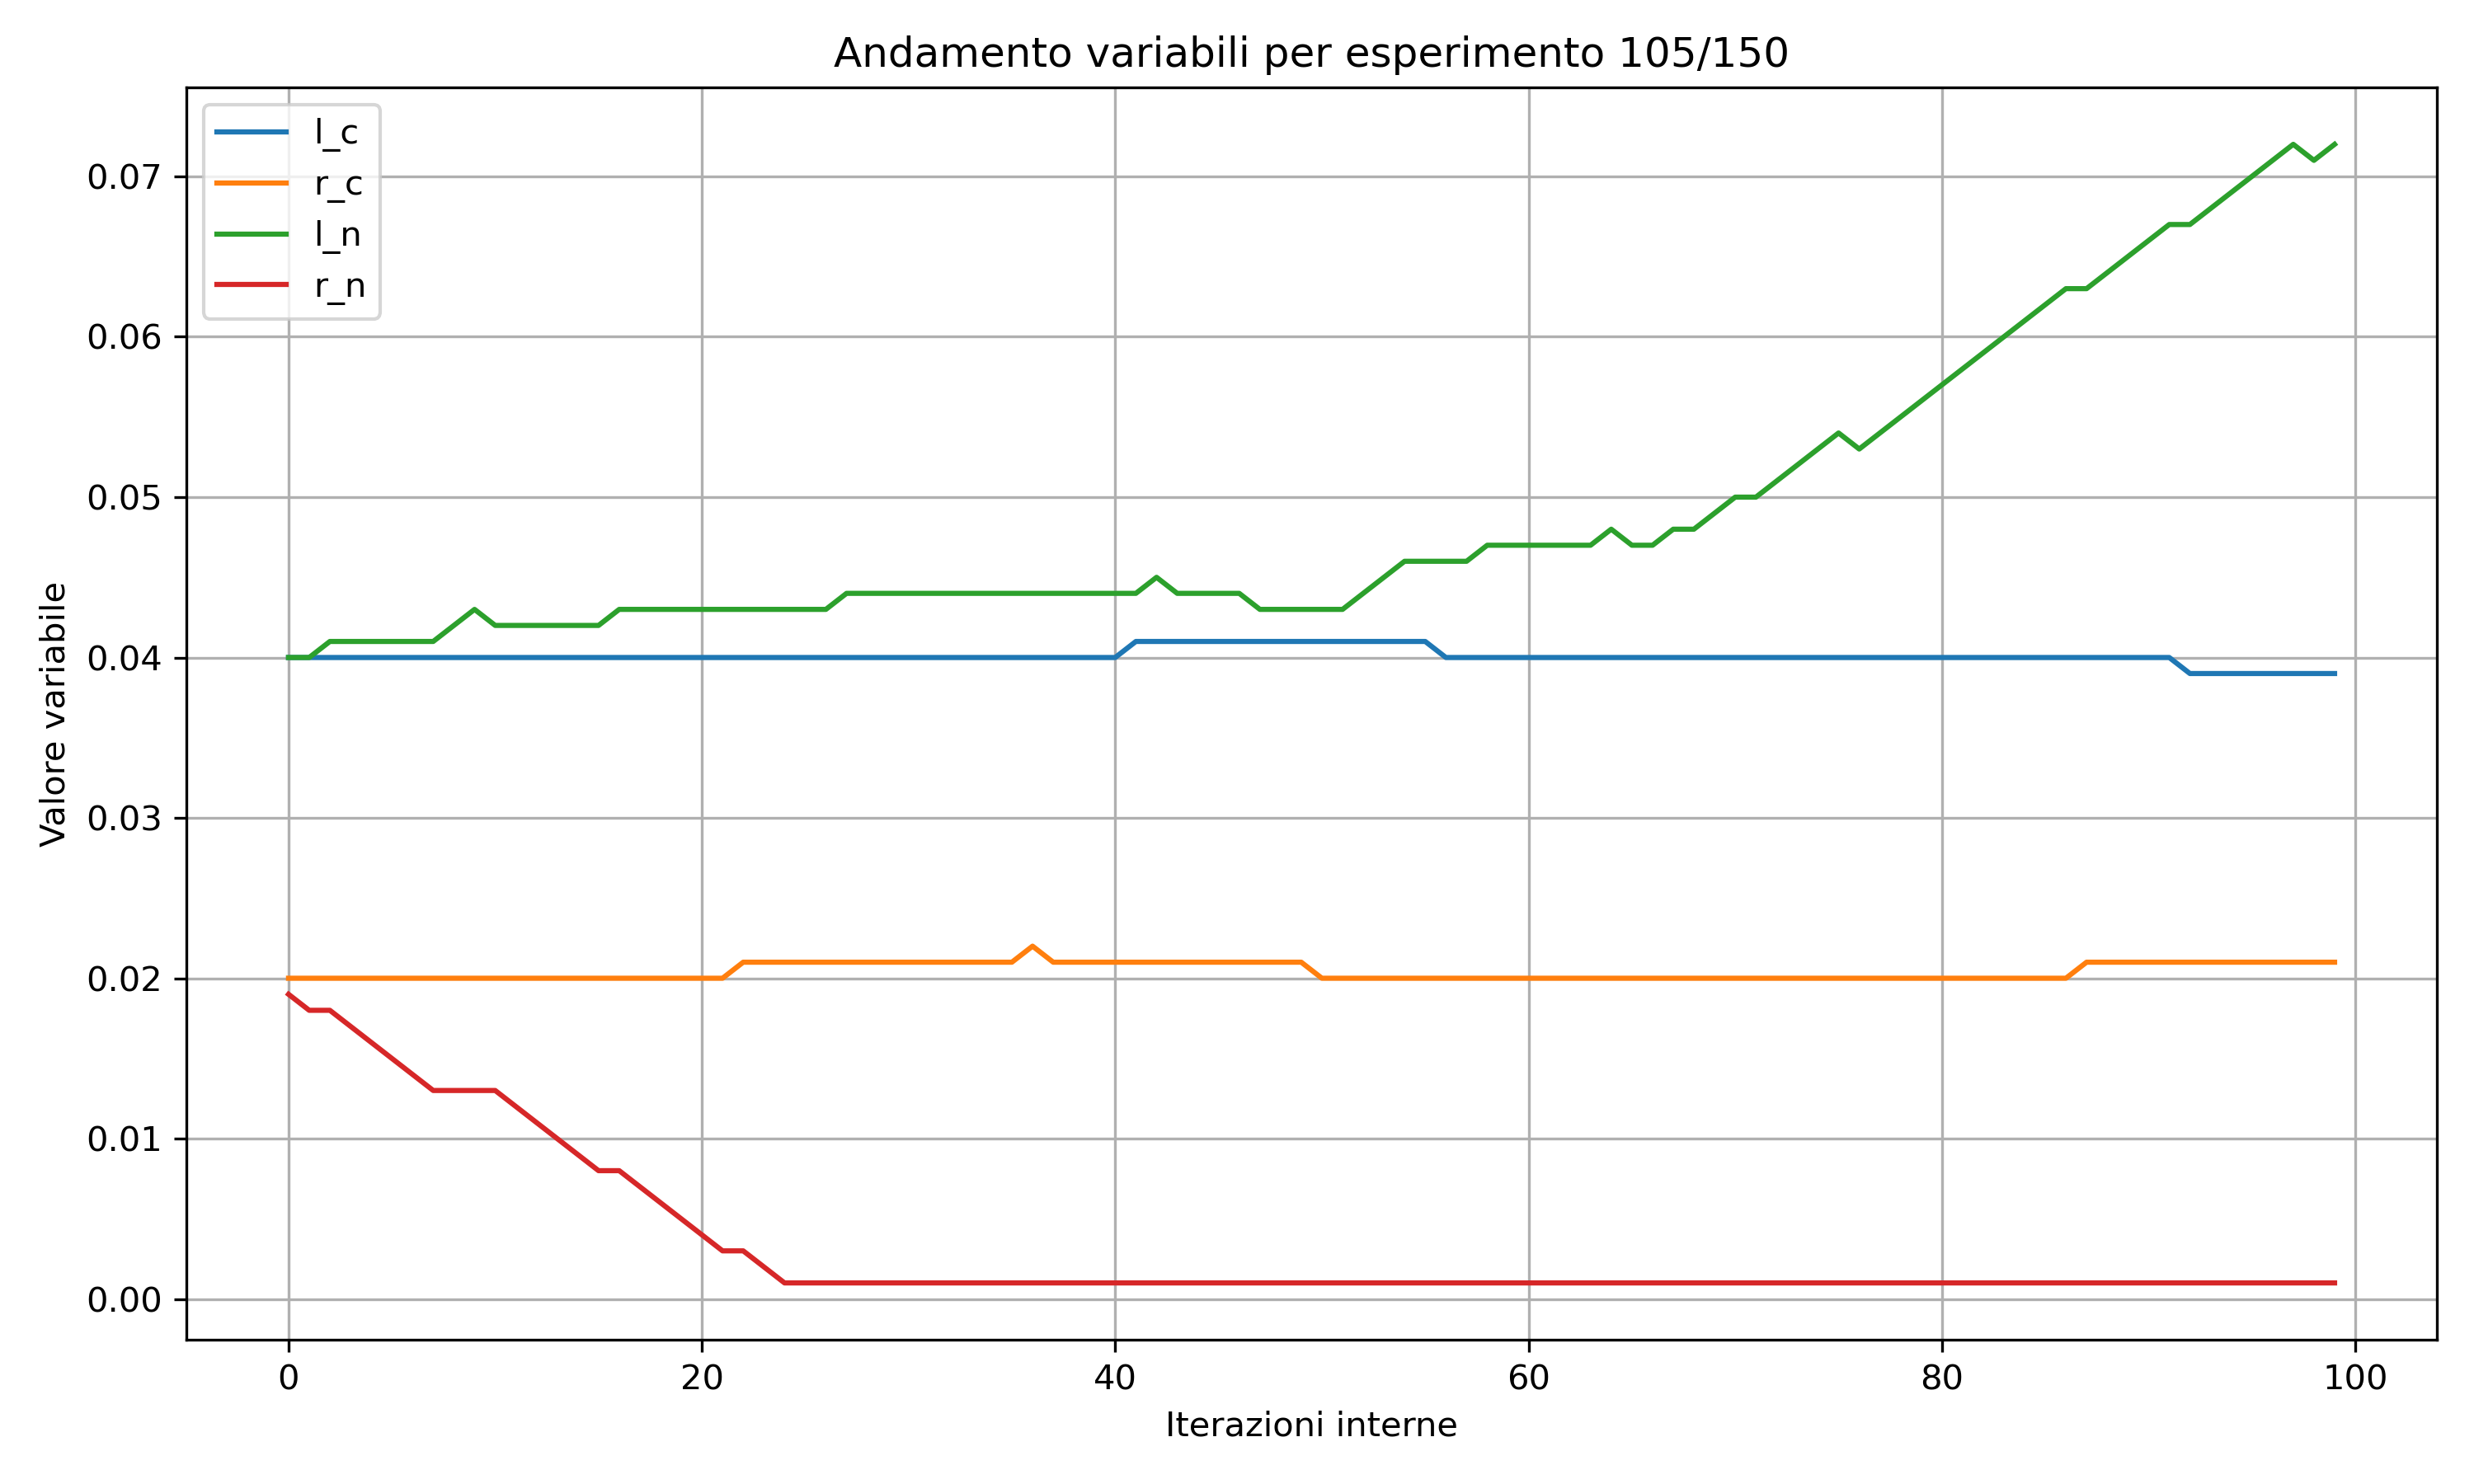 Andamento variabili per esperimento 105/150
l_c
r_c
l_n
r_n
Valore variabile
0.07
0.06
0.05
0.04
0.03
0.02
0.01
0.00
0 20 40 60 80 100
Iterazioni interne